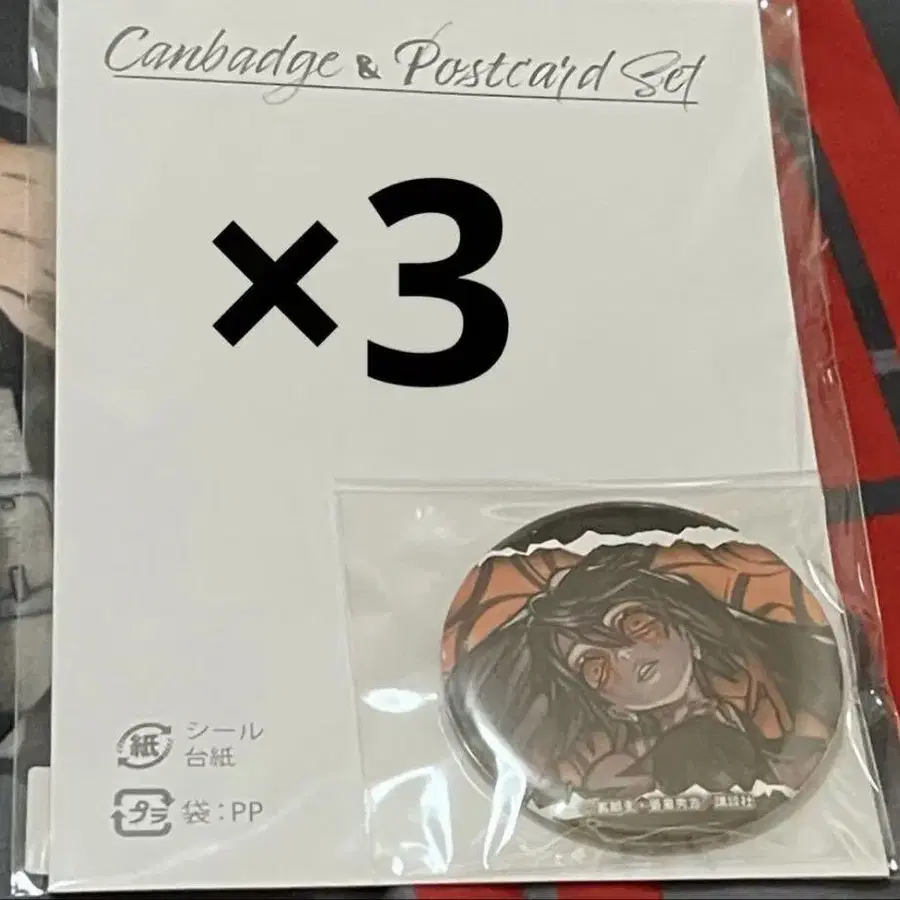 Canbadge & Postcard Set
×3
紙
シール
台紙
プラ
袋:PP
講談社